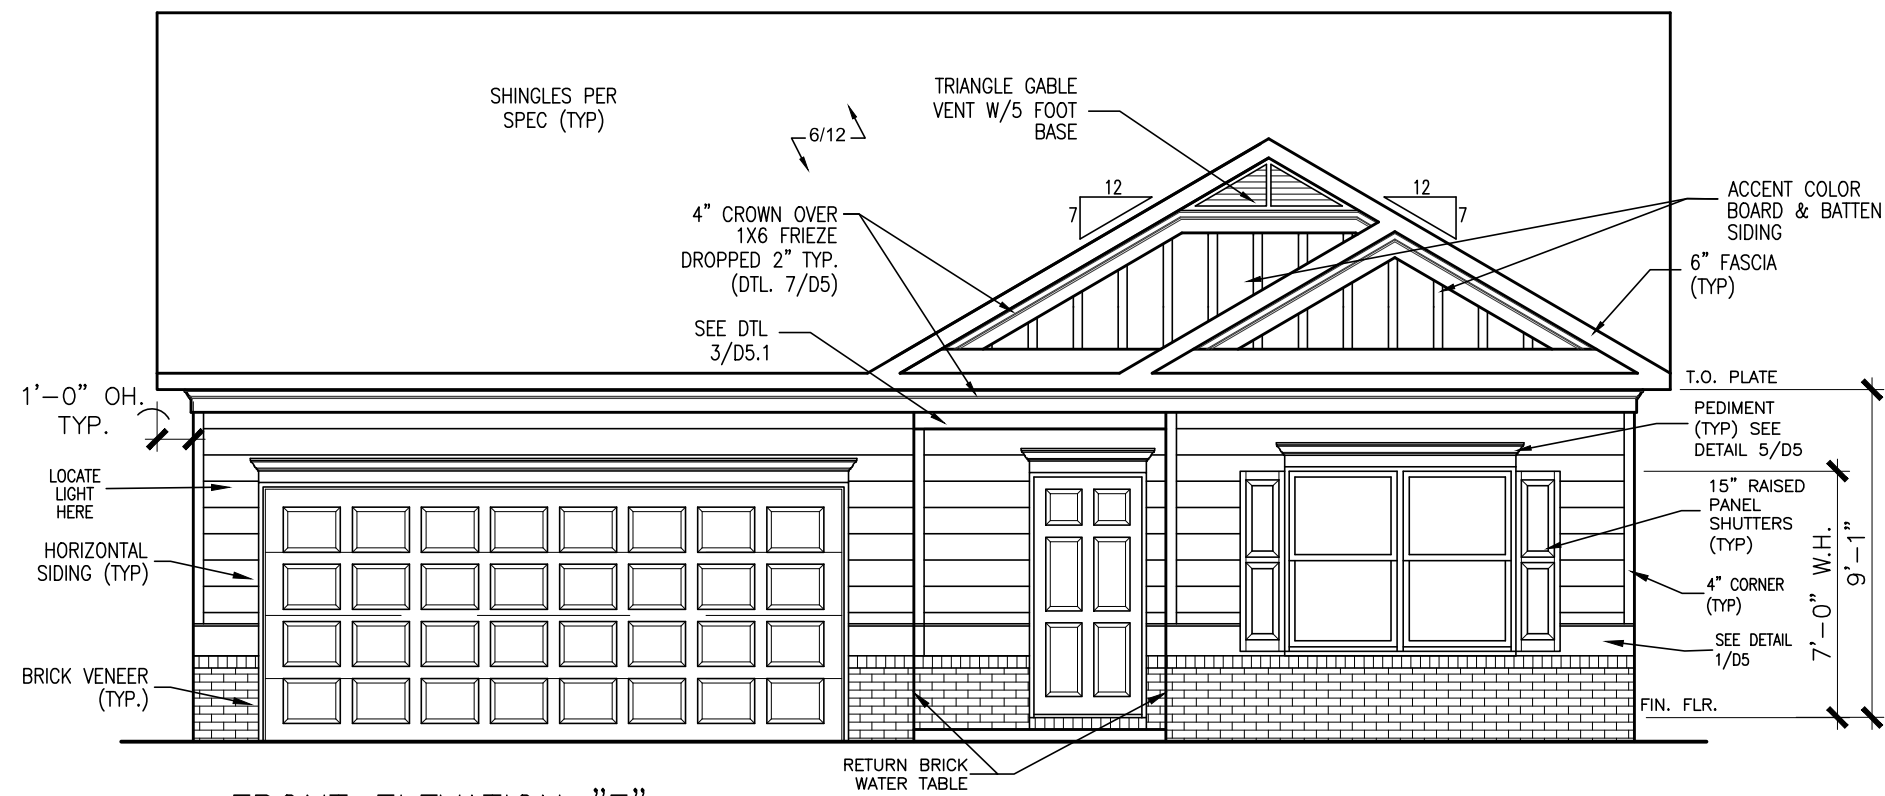 SHINGLES PER
SPEC (TYP)
6/12
TRIANGLE GABLE
VENT W/5 FOOT
BASE
12
7
12
7
4" CROWN OVER
1X6 FRIEZE
DROPPED 2" TYP.
(DTL. 7/D5)
ACCENT COLOR
BOARD & BATTEN
SIDING
6" FASCIA
(TYP)
SEE DTL
3/D5.1
1'-0" OH.
TYP.
T.O. PLATE
PEDIMENT
(TYP) SEE
DETAIL 5/D5
LOCATE
LIGHT
HERE
15" RAISED
PANEL
SHUTTERS
(TYP)
HORIZONTAL
SIDING (TYP)
4" CORNER
(TYP)
7'-0" W.H.
9'-1"
SEE DETAIL
1/D5
BRICK VENEER
(TYP.)
FIN. FLR.
RETURN BRICK
WATER TABLE